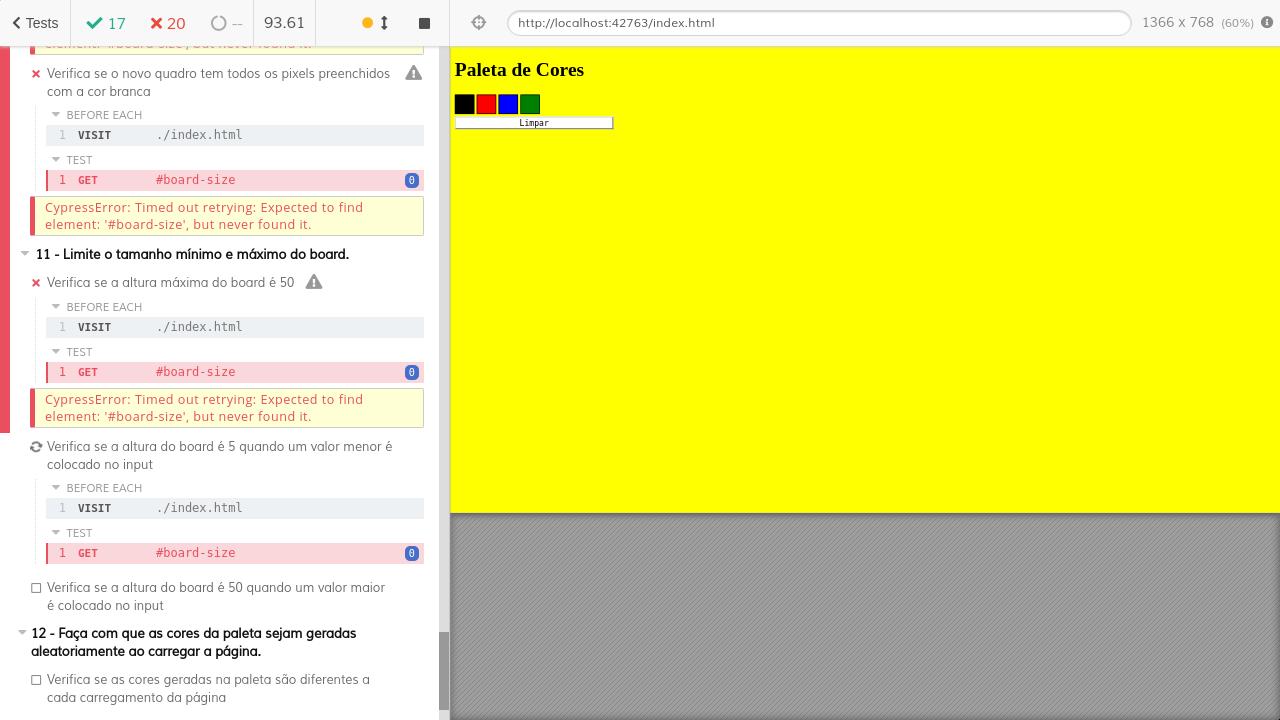 Tests
17
20
--
93.61
http://localhost:42763/index.html
1366 x 768 (60%)
element: '#board-size', but never found it.
Verifica se o novo quadro tem todos os pixels preenchidos
com a cor branca
BEFORE EACH
1 VISIT ./index.html
TEST
1 GET #board-size 0
CypressError: Timed out retrying: Expected to find
element: '#board-size', but never found it.
11 - Limite o tamanho mínimo e máximo do board.
Verifica se a altura máxima do board é 50
BEFORE EACH
1 VISIT ./index.html
TEST
1 GET #board-size 0
CypressError: Timed out retrying: Expected to find
element: '#board-size', but never found it.
Verifica se a altura do board é 5 quando um valor menor é
colocado no input
BEFORE EACH
1 VISIT ./index.html
TEST
1 GET #board-size 0
Verifica se a altura do board é 50 quando um valor maior
é colocado no input
12 - Faça com que as cores da paleta sejam geradas
aleatoriamente ao carregar a página.
Verifica se as cores geradas na paleta são diferentes a
cada carregamento da página
Paleta de Cores
Limpar